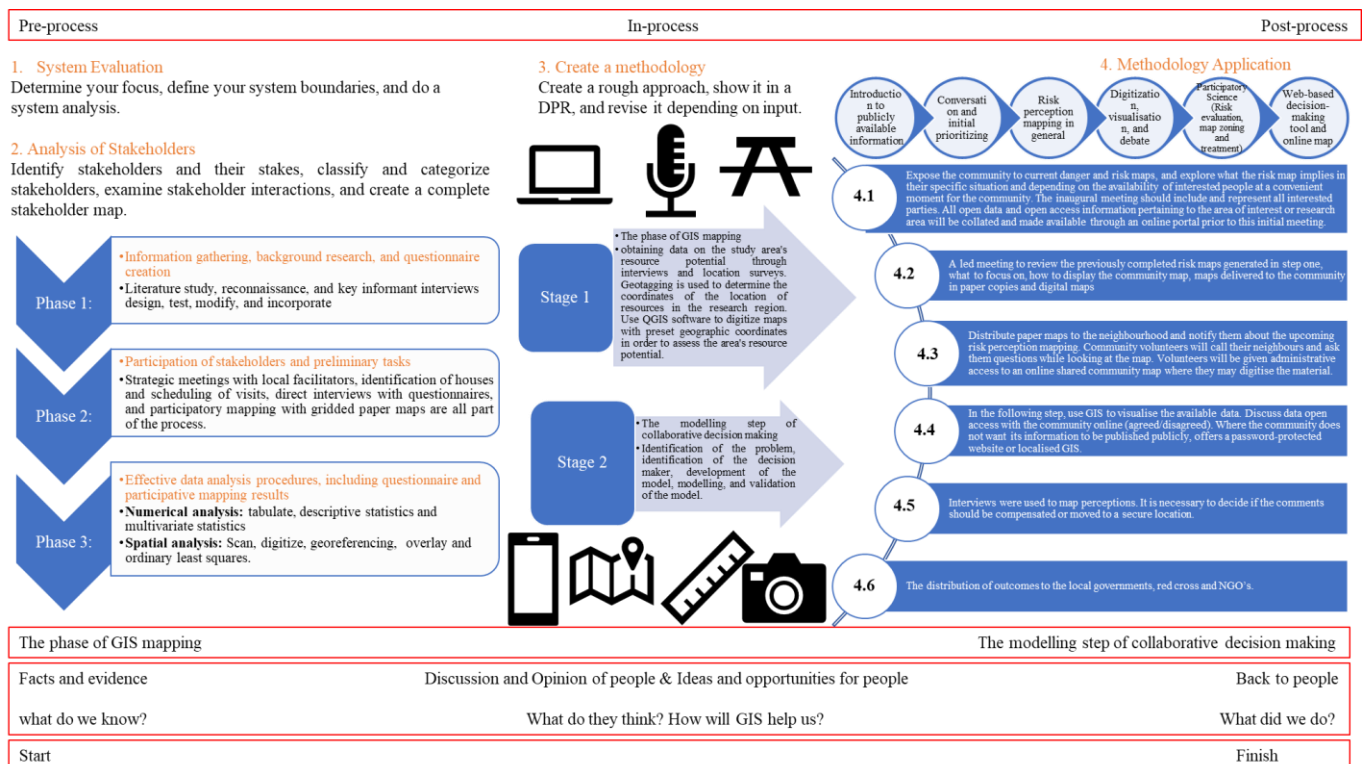 Pre-process
In-process
Post-process
1. System Evaluation
Determine your focus, define your system boundaries, and do a
system analysis.
2. Analysis of Stakeholders
Identify stakeholders and their stakes, classify and categorize
stakeholders, examine stakeholder interactions, and create a complete
stakeholder map.
Phase 1:
•Information gathering, background research, and questionnaire
creation
•Literature study, reconnaissance, and key informant interviews
design, test, modify, and incorporate
Phase 2:
•Participation of stakeholders and preliminary tasks
•Strategic meetings with local facilitators, identification of houses
and scheduling of visits, direct interviews with questionnaires,
and participatory mapping with gridded paper maps are all part
of the process.
Phase 3:
•Effective data analysis procedures, including questionnaire and
participative mapping results
•Numerical analysis: tabulate, descriptive statistics and
multivariate statistics
•Spatial analysis: Scan, digitize, georeferencing, overlay and
ordinary least squares.
3. Create a methodology
Create a rough approach, show it in a
DPR, and revise it depending on input.
Stage 1
•The phase of GIS mapping
•obtaining data on the study area's
resource potential through
interviews and location surveys.
Geotagging is used to determine the
coordinates of the location of
resources in the research region.
Use QGIS software to digitize maps
with preset geographic coordinates
in order to assess the area's resource
potential.
Stage 2
•The modelling step of
collaborative decision making
•Identification of the problem,
identification of the decision
maker, development of the
model, modelling, and validation
of the model.
4. Methodology Application
Introductio
n to
publicly
available
information
Conversati
on and
initial
prioritizing
Risk
perception
mapping in
general
Digitizatio
n,
visualisatio
n, and
debate
Participatory
Science
(Risk
evaluation,
map zoning
and
treatment)
Web-based
decision-
making
tool and
online map
4.1
Expose the community to current danger and risk maps, and explore what the risk map implies in
their specific situation and depending on the availability of interested people at a convenient
moment for the community. The inaugural meeting should include and represent all interested
parties. All open data and open access information pertaining to the area of interest or research
area will be collated and made available through an online portal prior to this initial meeting.
4.2
A led meeting to review the previously completed risk maps generated in step one,
what to focus on, how to display the community map, maps delivered to the community
in paper copies and digital maps
4.3
Distribute paper maps to the neighbourhood and notify them about the upcoming
risk perception mapping. Community volunteers will call their neighbours and ask
them questions while looking at the map. Volunteers will be given administrative
access to an online shared community map where they may digitise the material.
4.4
In the following step, use GIS to visualise the available data. Discuss data open
access with the community online (agreed/disagreed). Where the community does
not want its information to be published publicly, offers a password-protected
website or localised GIS.
4.5
Interviews were used to map perceptions. It is necessary to decide if the comments
should be compensated or moved to a secure location.
4.6
The distribution of outcomes to the local governments, red cross and NGO's.
The phase of GIS mapping
The modelling step of collaborative decision making
Facts and evidence
Discussion and Opinion of people & Ideas and opportunities for people
Back to people
what do we know?
What do they think? How will GIS help us?
What did we do?
Start
Finish